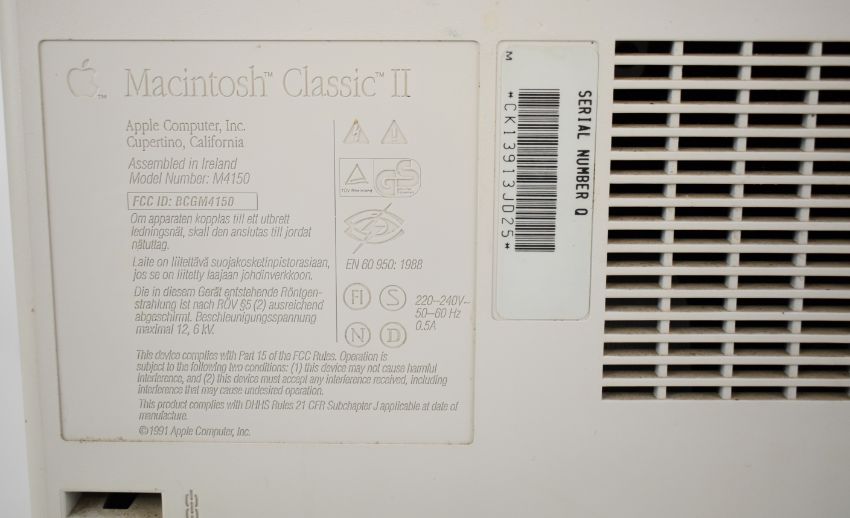 Macintosh™ Classic™ II
Apple Computer, Inc.
Cupertino, California
Assembled in Ireland
Model Number: M4150
FCC ID: BCGM4150
Om apparaten kopplas till ett utbrett
ledningsnät, skall den anslutas till jordat
nätuttag.
Laite on liitettävä suojakosketinpistorasiaan,
jos se on liitetty laajaan johdinverkkoon.
Die in diesem Gerät entstehende Röntgen-
strahlung ist nach RÖV §5 (2) ausreichend
abgeschirmt. Beschleunigungsspannung
maximal 12, 6 kV.
TÜV Rheinland
GS
EN 60 950: 1988
FI S
N D
220–240V~
50–60 Hz
0.5A
This device complies with Part 15 of the FCC Rules. Operation is
subject to the following two conditions: (1) this device may not cause harmful
interference, and (2) this device must accept any interference received, including
interference that may cause undesired operation.
This product complies with DHHS Rules 21 CFR Subchapter J applicable at date of
manufacture.
©1991 Apple Computer, Inc.
SERIAL NUMBER Q
*CK13913JD25*
M